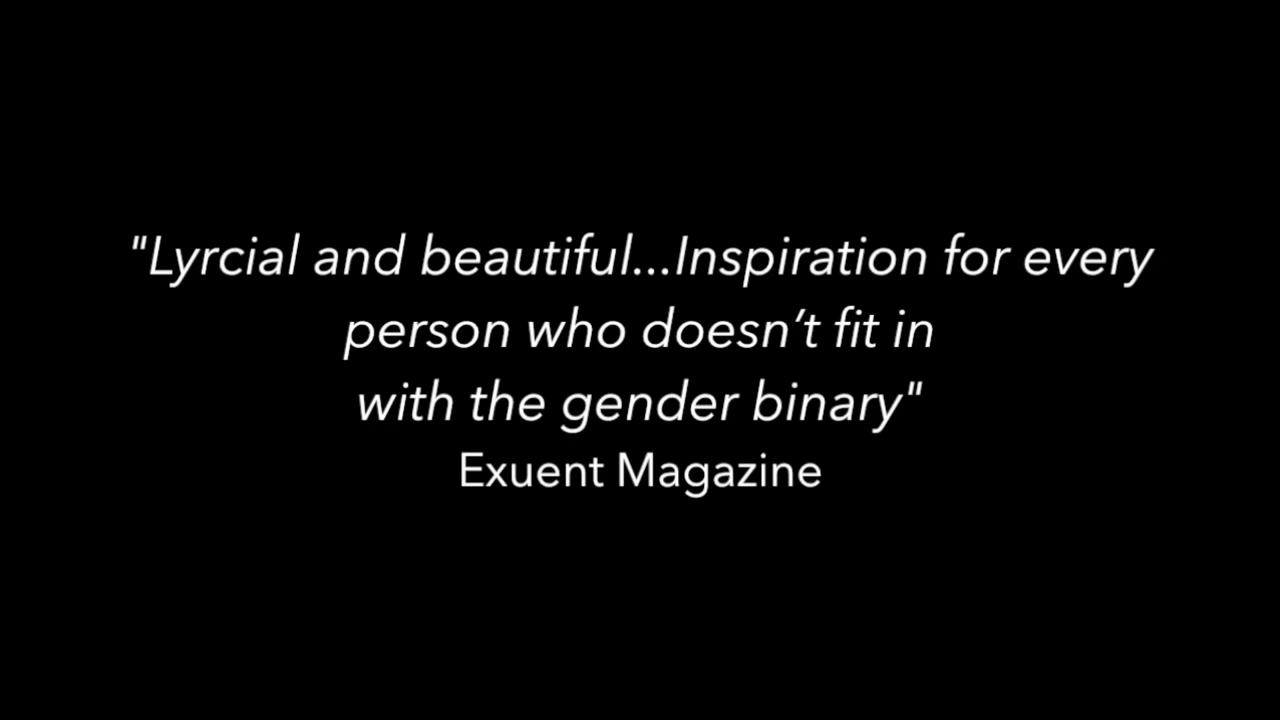 "Lyrcial and beautiful...Inspiration for every
person who doesn’t fit in
with the gender binary"
Exuent Magazine